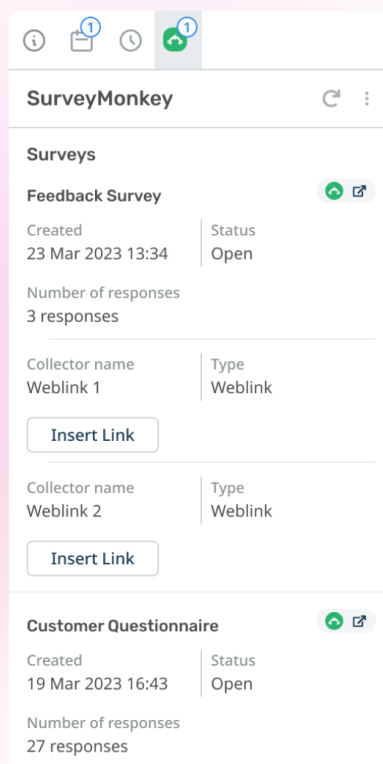 1
1
SurveyMonkey
Surveys
Feedback Survey
Created
Status
23 Mar 2023 13:34
Open
Number of responses
3 responses
Collector name
Type
Weblink 1
Weblink
Insert Link
Collector name
Type
Weblink 2
Weblink
Insert Link
Customer Questionnaire
Created
Status
19 Mar 2023 16:43
Open
Number of responses
27 responses